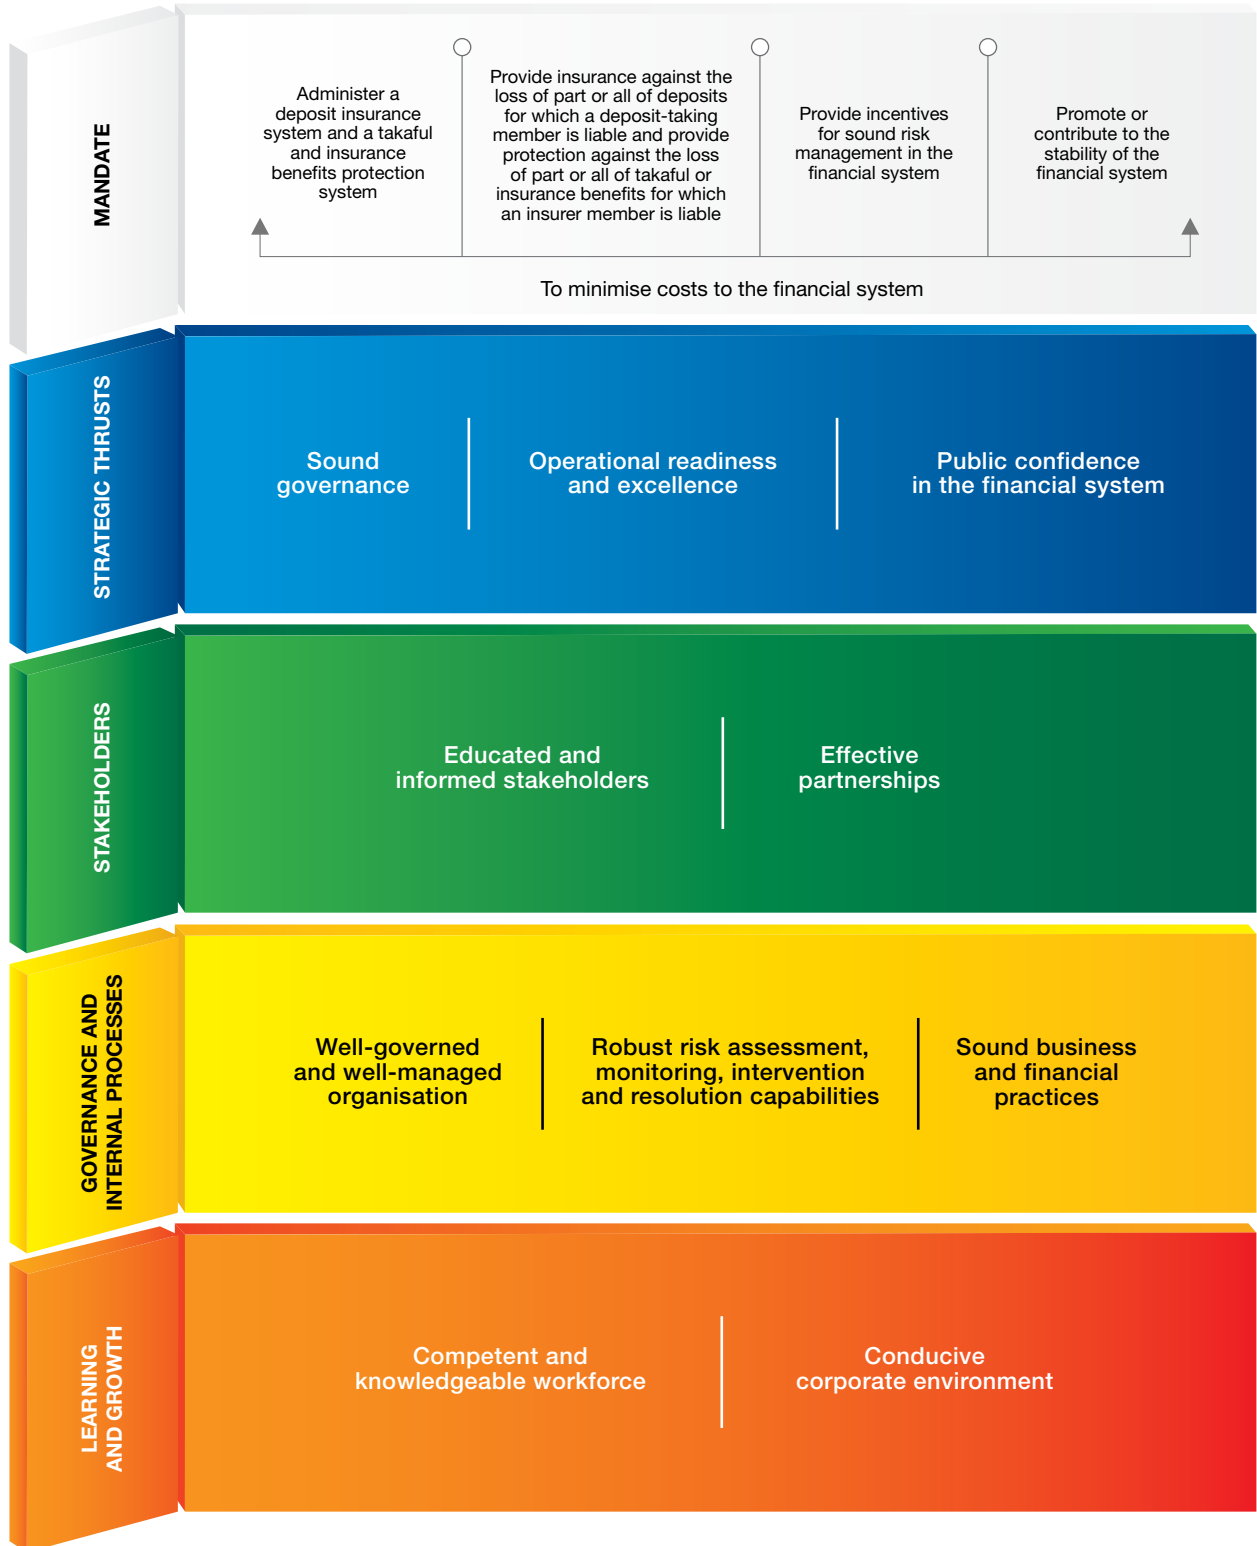 MANDATE
Administer a
deposit insurance
system and a takaful
and insurance
benefits protection
system
Provide insurance against the
loss of part or all of deposits
for which a deposit-taking
member is liable and provide
protection against the loss
of part or all of takaful or
insurance benefits for which
an insurer member is liable
Provide incentives
for sound risk
management in the
financial system
Promote or
contribute to the
stability of the
financial system
To minimise costs to the financial system
STRATEGIC THRUSTS
Sound
governance
Operational readiness
and excellence
Public confidence
in the financial system
STAKEHOLDERS
Educated and
informed stakeholders
Effective
partnerships
GOVERNANCE AND
INTERNAL PROCESSES
Well-governed
and well-managed
organisation
Robust risk assessment,
monitoring, intervention
and resolution capabilities
Sound business
and financial
practices
LEARNING
AND GROWTH
Competent and
knowledgeable workforce
Conducive
corporate environment